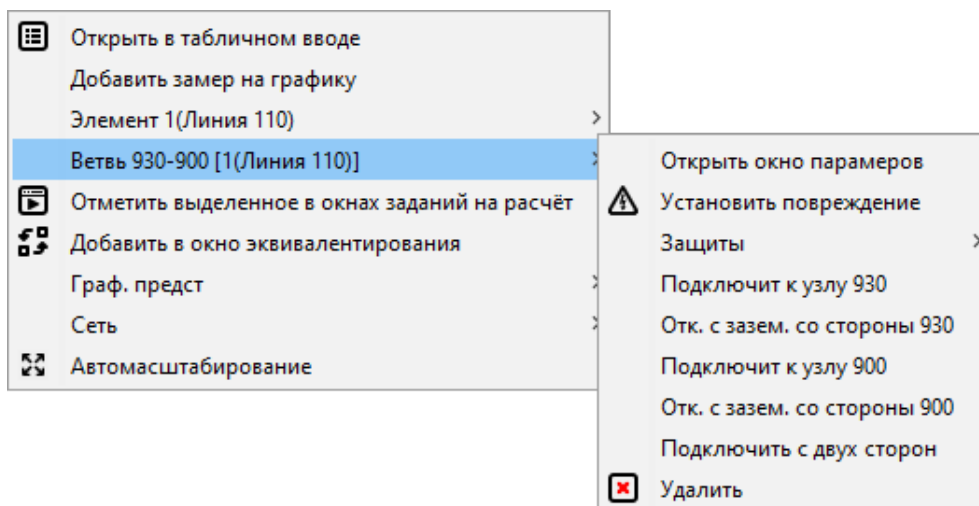 Открыть в табличном вводе
Добавить замер на графику
Элемент 1(Линия 110)
Ветвь 930-900 [1(Линия 110)]
Отметить выделенное в окнах заданий на расчёт
Добавить в окно эквивалентирования
Граф. предст
Сеть
Автомасштабирование
Открыть окно парамеров
Установить повреждение
Защиты
Подключит к узлу 930
Отк. с зазем. со стороны 930
Подключит к узлу 900
Отк. с зазем. со стороны 900
Подключить с двух сторон
Удалить